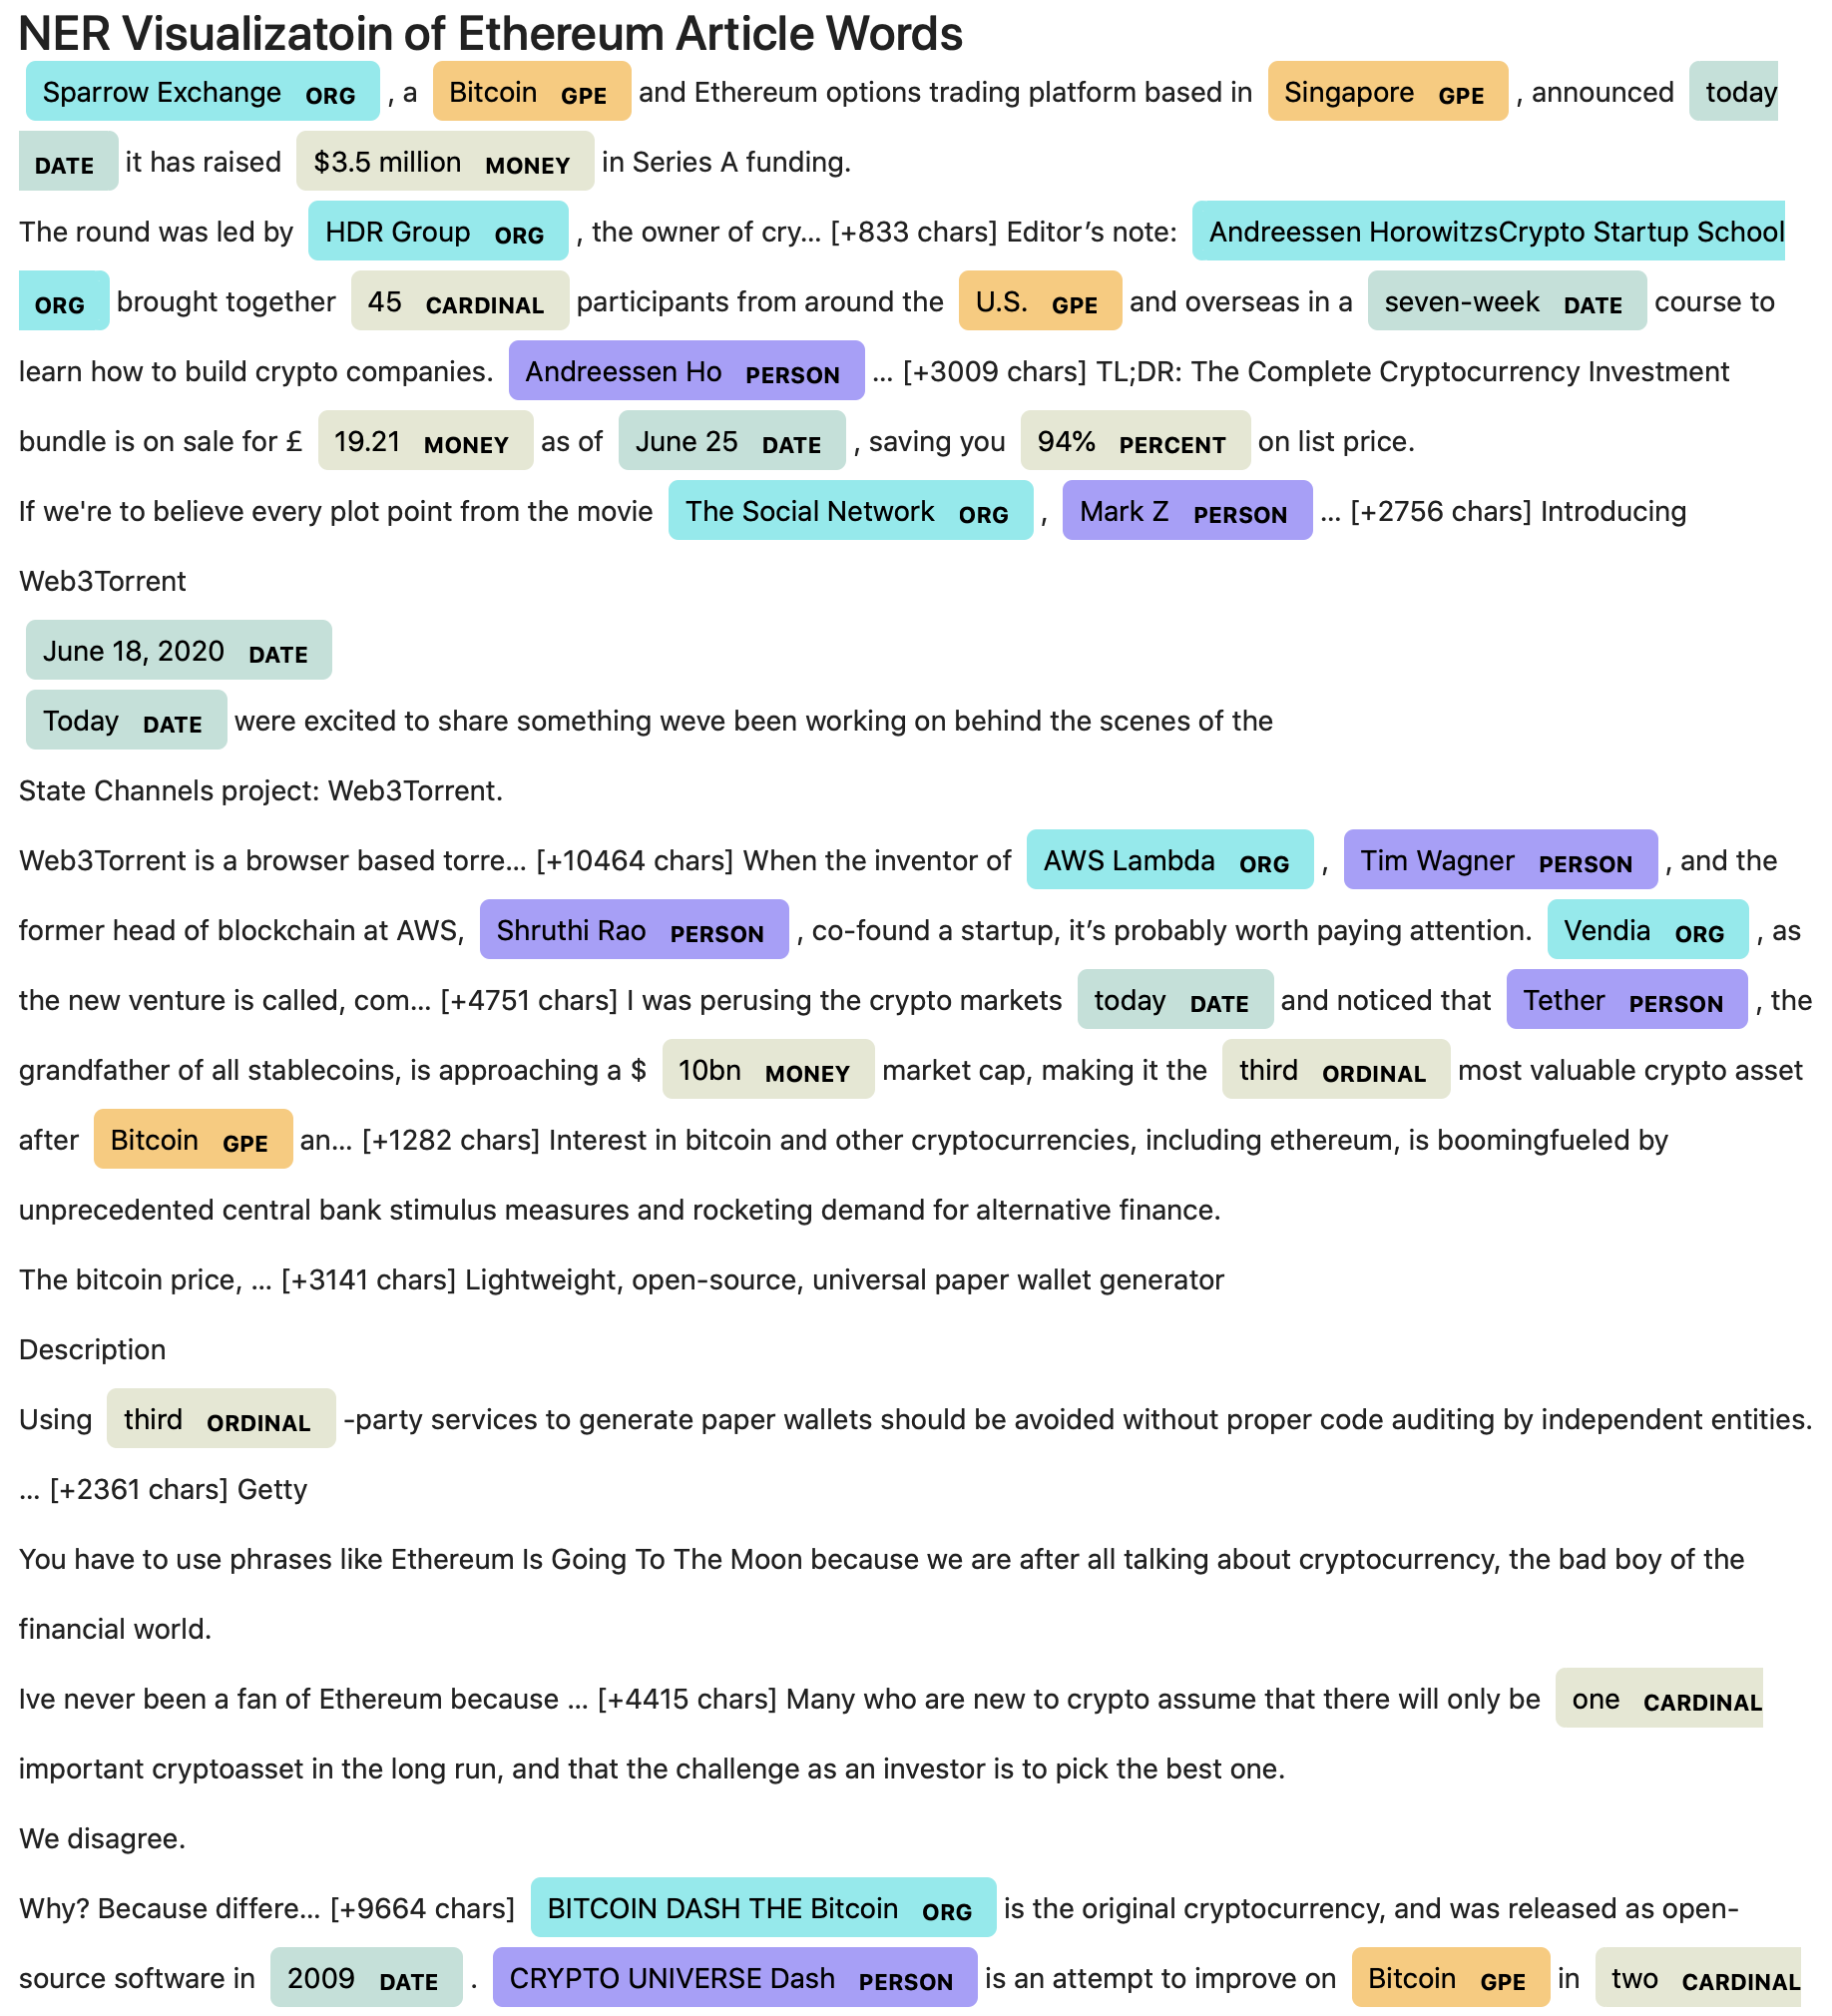 NER Visualizatoin of Ethereum Article Words
Sparrow Exchange ORG , a Bitcoin GPE and Ethereum options trading platform based in Singapore GPE , announced today
DATE it has raised $3.5 million MONEY in Series A funding.
The round was led by HDR Group ORG , the owner of cry… [+833 chars] Editor’s note: Andreessen HorowitzsCrypto Startup School
ORG brought together 45 CARDINAL participants from around the U.S. GPE and overseas in a seven-week DATE course to
learn how to build crypto companies. Andreessen Ho PERSON … [+3009 chars] TL;DR: The Complete Cryptocurrency Investment
bundle is on sale for £ 19.21 MONEY as of June 25 DATE , saving you 94% PERCENT on list price.
If we're to believe every plot point from the movie The Social Network ORG , Mark Z PERSON … [+2756 chars] Introducing
Web3Torrent
June 18, 2020 DATE
Today DATE were excited to share something weve been working on behind the scenes of the
State Channels project: Web3Torrent.
Web3Torrent is a browser based torre… [+10464 chars] When the inventor of AWS Lambda ORG , Tim Wagner PERSON , and the
former head of blockchain at AWS, Shruthi Rao PERSON , co-found a startup, it’s probably worth paying attention. Vendia ORG , as
the new venture is called, com… [+4751 chars] I was perusing the crypto markets today DATE and noticed that Tether PERSON , the
grandfather of all stablecoins, is approaching a $ 10bn MONEY market cap, making it the third ORDINAL most valuable crypto asset
after Bitcoin GPE an… [+1282 chars] Interest in bitcoin and other cryptocurrencies, including ethereum, is boomingfueled by
unprecedented central bank stimulus measures and rocketing demand for alternative finance.
The bitcoin price, … [+3141 chars] Lightweight, open-source, universal paper wallet generator
Description
Using third ORDINAL -party services to generate paper wallets should be avoided without proper code auditing by independent entities.
… [+2361 chars] Getty
You have to use phrases like Ethereum Is Going To The Moon because we are after all talking about cryptocurrency, the bad boy of the
financial world.
Ive never been a fan of Ethereum because … [+4415 chars] Many who are new to crypto assume that there will only be one CARDINAL
important cryptoasset in the long run, and that the challenge as an investor is to pick the best one.
We disagree.
Why? Because differe… [+9664 chars] BITCOIN DASH THE Bitcoin ORG is the original cryptocurrency, and was released as open-
source software in 2009 DATE . CRYPTO UNIVERSE Dash PERSON is an attempt to improve on Bitcoin GPE in two CARDINAL